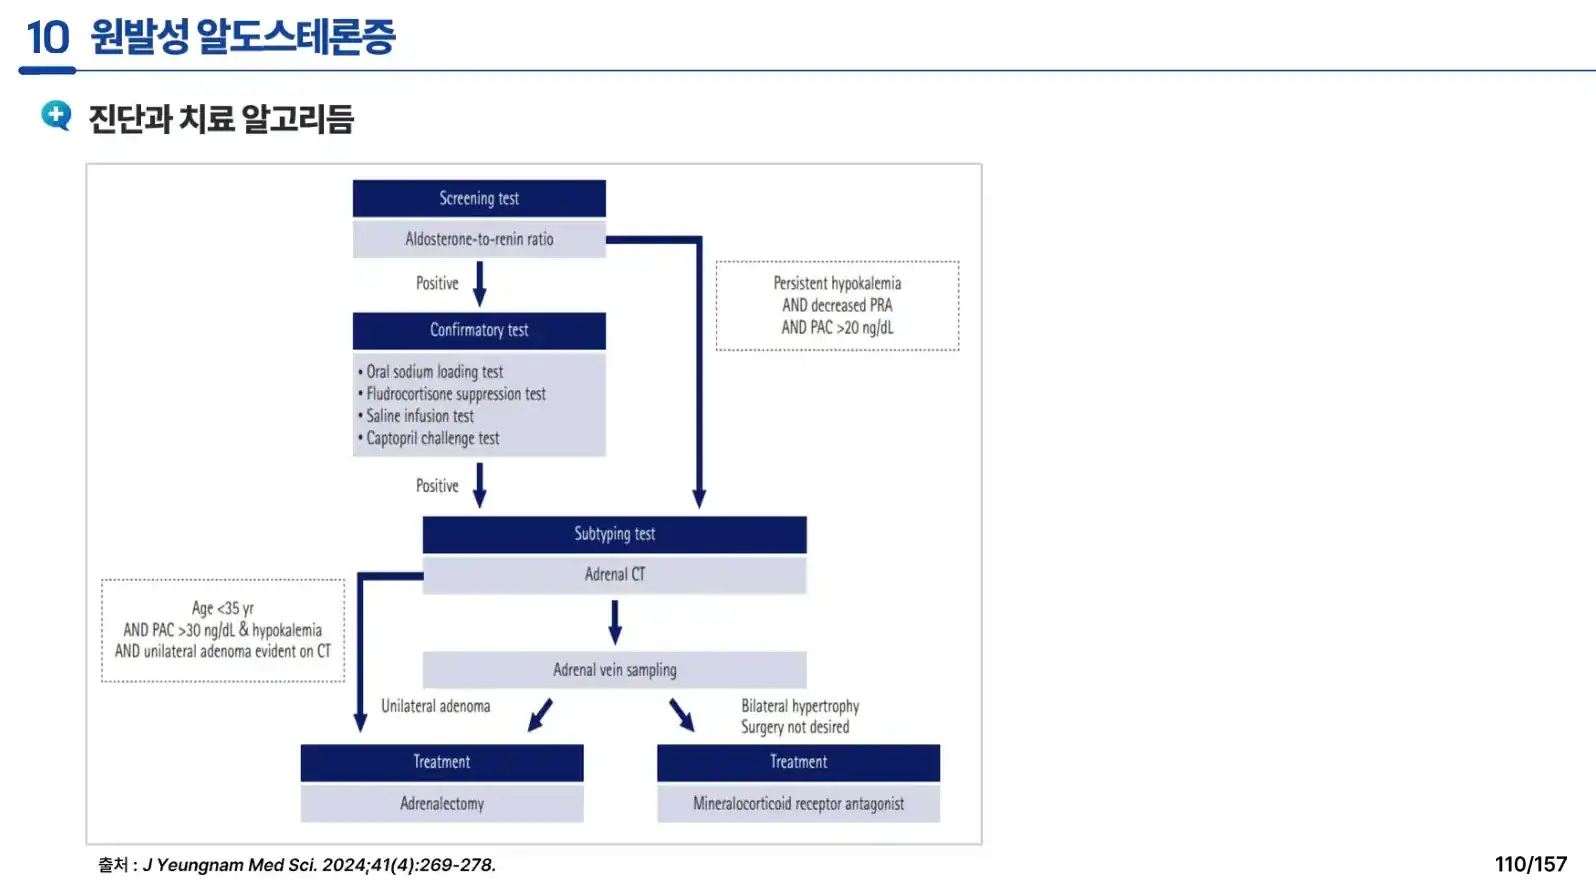 10 원발성 알도스테론증
진단과 치료 알고리듬
Screening test
Aldosterone-to-renin ratio
Positive
Persistent hypokalemia
AND decreased PRA
AND PAC >20 ng/dL
Confirmatory test
• Oral sodium loading test
• Fludrocortisone suppression test
• Saline infusion test
• Captopril challenge test
Positive
Subtyping test
Adrenal CT
Age <35 yr
AND PAC >30 ng/dL & hypokalemia
AND unilateral adenoma evident on CT
Adrenal vein sampling
Unilateral adenoma
Bilateral hypertrophy
Surgery not desired
Treatment
Adrenalectomy
Treatment
Mineralocorticoid receptor antagonist
출처 : J Yeungnam Med Sci. 2024;41(4):269-278.
110/157